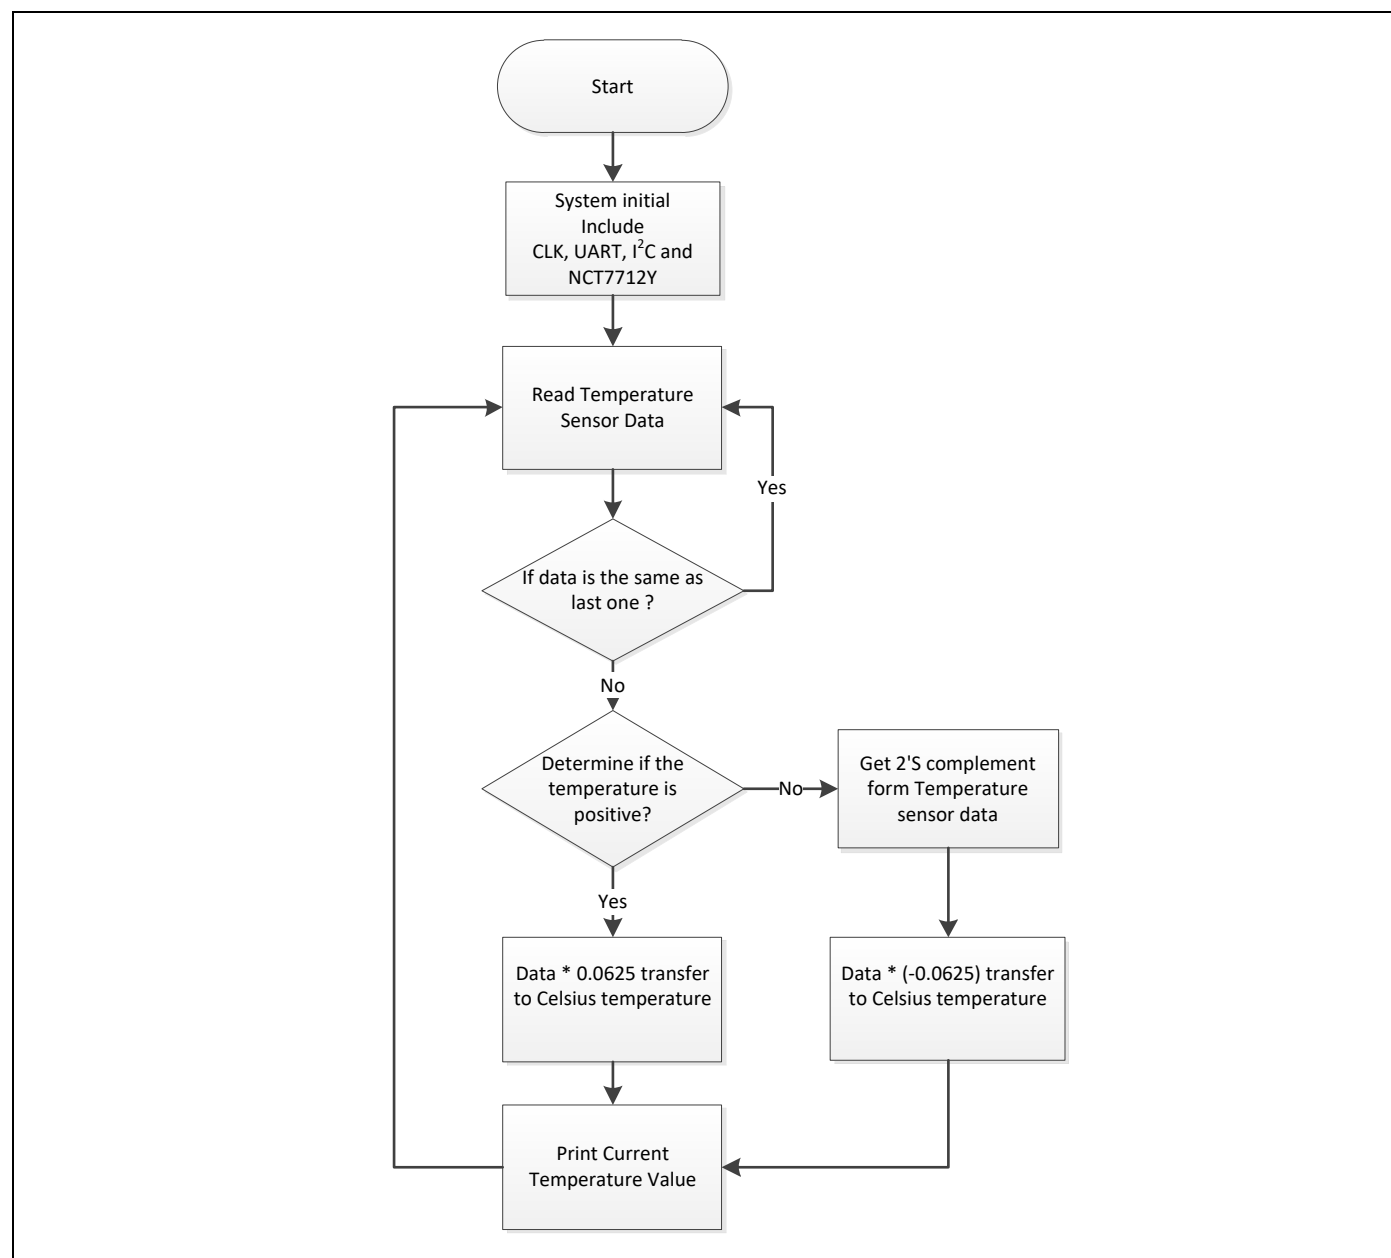 Start
System initial
Include
CLK, UART, I²C and
NCT7712Y
Read Temperature
Sensor Data
Yes
If data is the same as
last one ?
No
Determine if the
temperature is
positive?
No
Get 2'S complement
form Temperature
sensor data
Yes
Data * 0.0625 transfer
to Celsius temperature
Data * (-0.0625) transfer
to Celsius temperature
Print Current
Temperature Value